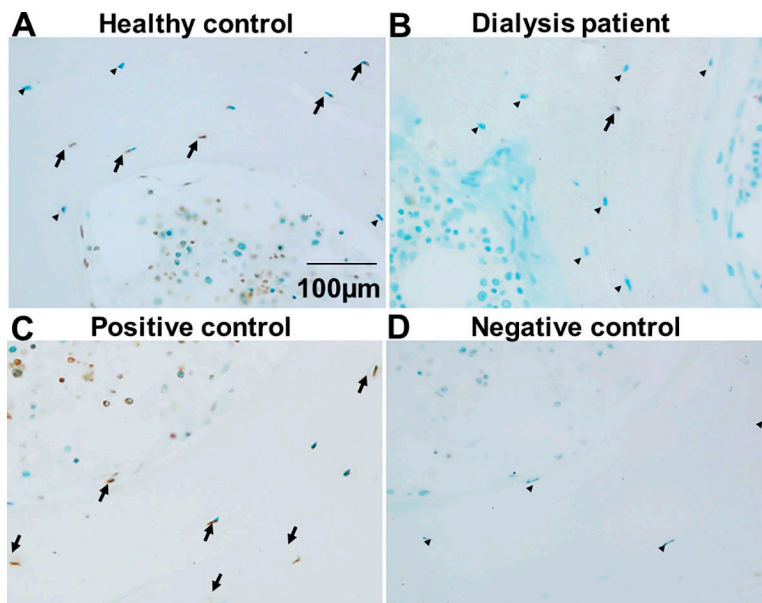 A Healthy control
B Dialysis patient
100µm
C Positive control
D Negative control